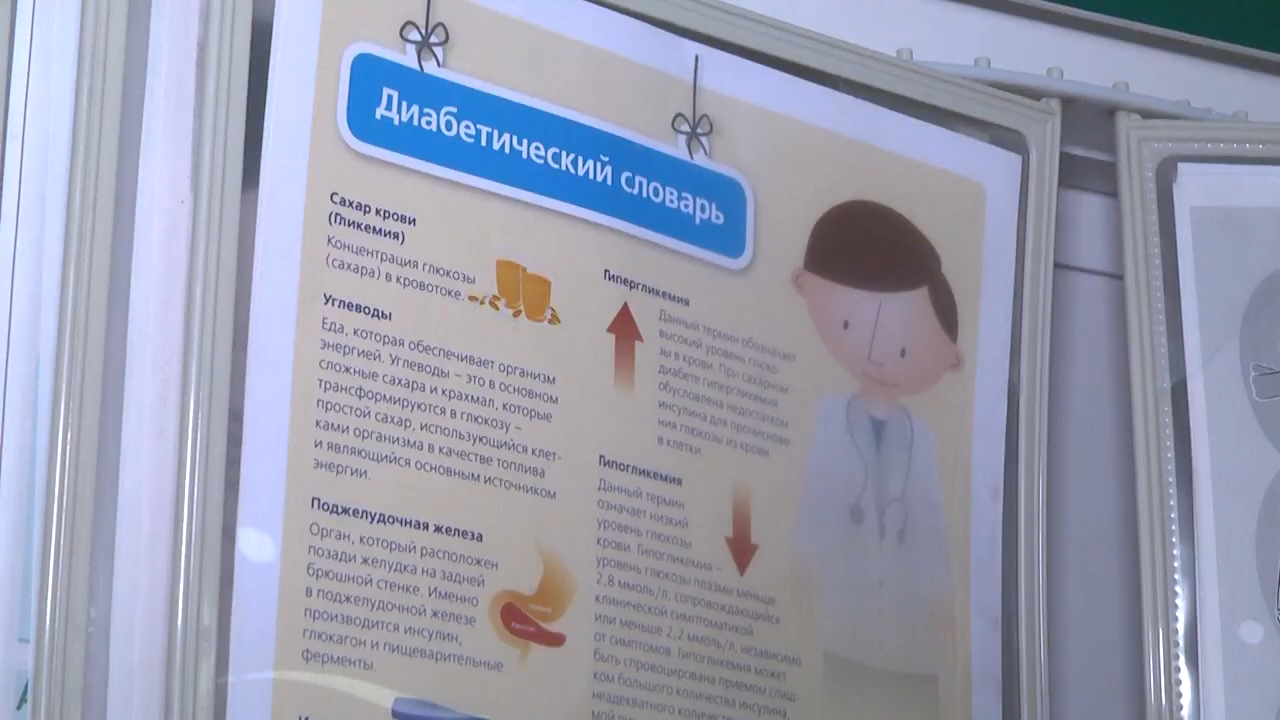 Диабетический словарь
Сахар крови
(Гликемия)
Концентрация глюкозы
(сахара) в кровотоке.
Углеводы
Еда, которая обеспечивает организм
энергией. Углеводы – это в основном
сложные сахара и крахмал, которые
трансформируются в глюкозу –
простой сахар, использующийся клет-
ками организма в качестве топлива
и являющийся основным источником
энергии.
Поджелудочная железа
Орган, который расположен
позади желудка на задней
брюшной стенке. Именно
в поджелудочной железе
производится инсулин,
глюкагон и пищеварительные
ферменты.
Гипергликемия
Данный термин обозначает
высокий уровень глюко-
зы в крови. При сахарном
диабете гипергликемия
обусловлена недостатком
инсулина для проникнове-
ния глюкозы из крови
в клетки.
Гипогликемия
Данный термин
означает низкий
уровень глюкозы
крови. Гипогликемия –
уровень глюкозы плазмы меньше
2,8 ммоль/л, сопровождающийся
клинической симптоматикой
или меньше 2,2 ммоль/л, независимо
от симптомов. Гипогликемия может
быть спровоцирована приемом слиш-
ком большого количества инсулина,
неадекватного